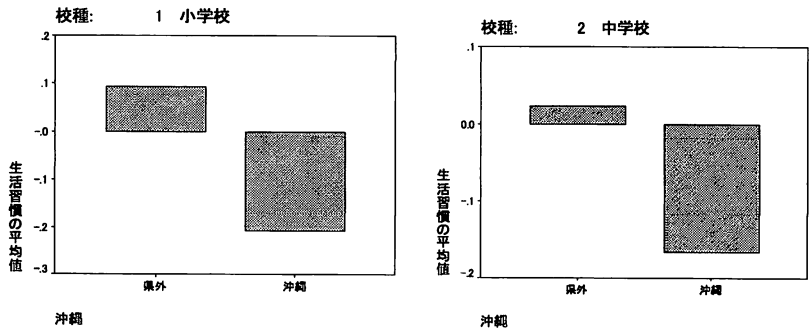 校種: 1 小学校
.2
.1
-.0
-.1
-.2
-.3
生活習慣の平均値
県外
沖縄
沖縄
校種: 2 中学校
.1
0.0
-.1
-.2
生活習慣の平均値
県外
沖縄
沖縄